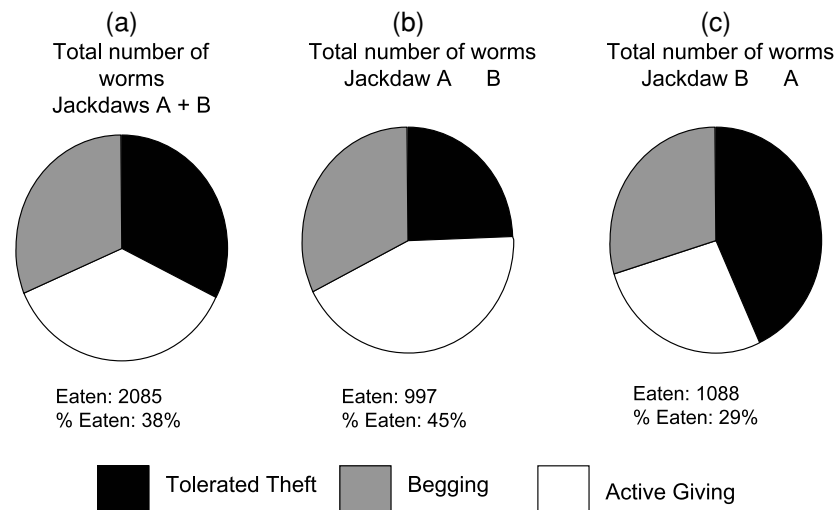 (a)
Total number of
worms
Jackdaws A + B
(b)
Total number of worms
Jackdaw A B
(c)
Total number of worms
Jackdaw B A
Eaten: 2085
% Eaten: 38%
Eaten: 997
% Eaten: 45%
Eaten: 1088
% Eaten: 29%
Tolerated Theft
Begging
Active Giving